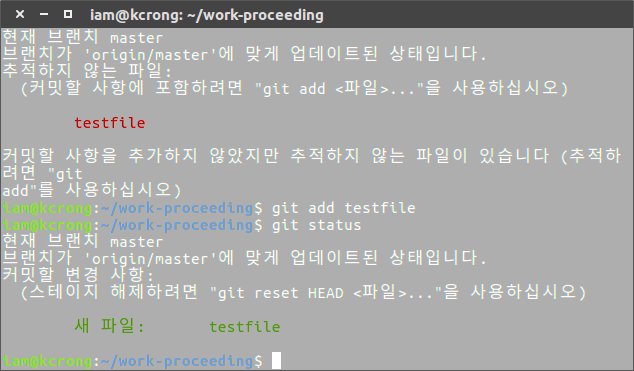 iam@kcrong: ~/work-proceeding
현재 브랜치 master
브랜치가 'origin/master'에 맞게 업데이트된 상태입니다.
추적하지 않는 파일:
  (커밋할 사항에 포함하려면 "git add <파일>..."을 사용하십시오)
        testfile
커밋할 사항을 추가하지 않았지만 추적하지 않는 파일이 있습니다 (추적하
려면 "git
add"를 사용하십시오)
iam@kcrong:~/work-proceeding$ git add testfile
iam@kcrong:~/work-proceeding$ git status
현재 브랜치 master
브랜치가 'origin/master'에 맞게 업데이트된 상태입니다.
커밋할 변경 사항:
  (스테이지 해제하려면 "git reset HEAD <파일>..."을 사용하십시오)
        새 파일:       testfile
iam@kcrong:~/work-proceeding$